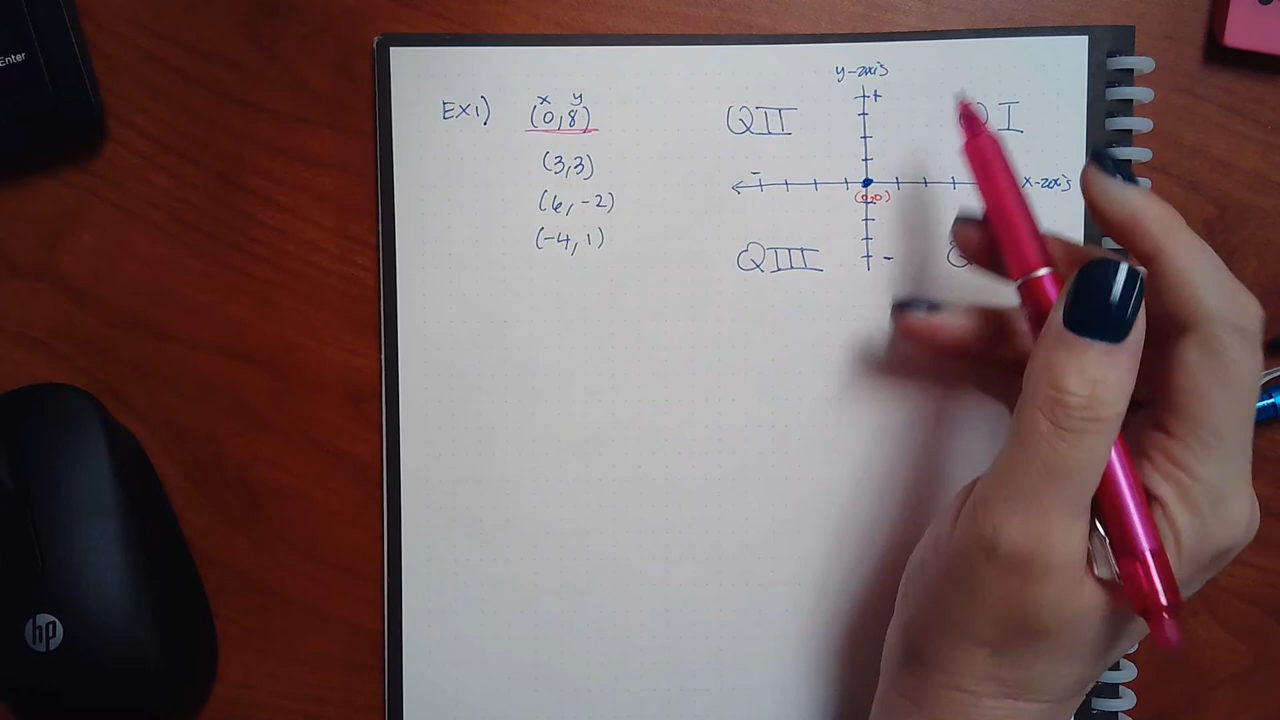 Enter
hp
EX1)
x y
(0,8)
(3,3)
(6,-2)
(-4,1)
y-axis
+
QII
I
-
x-axis
(0,0)
QIII
-